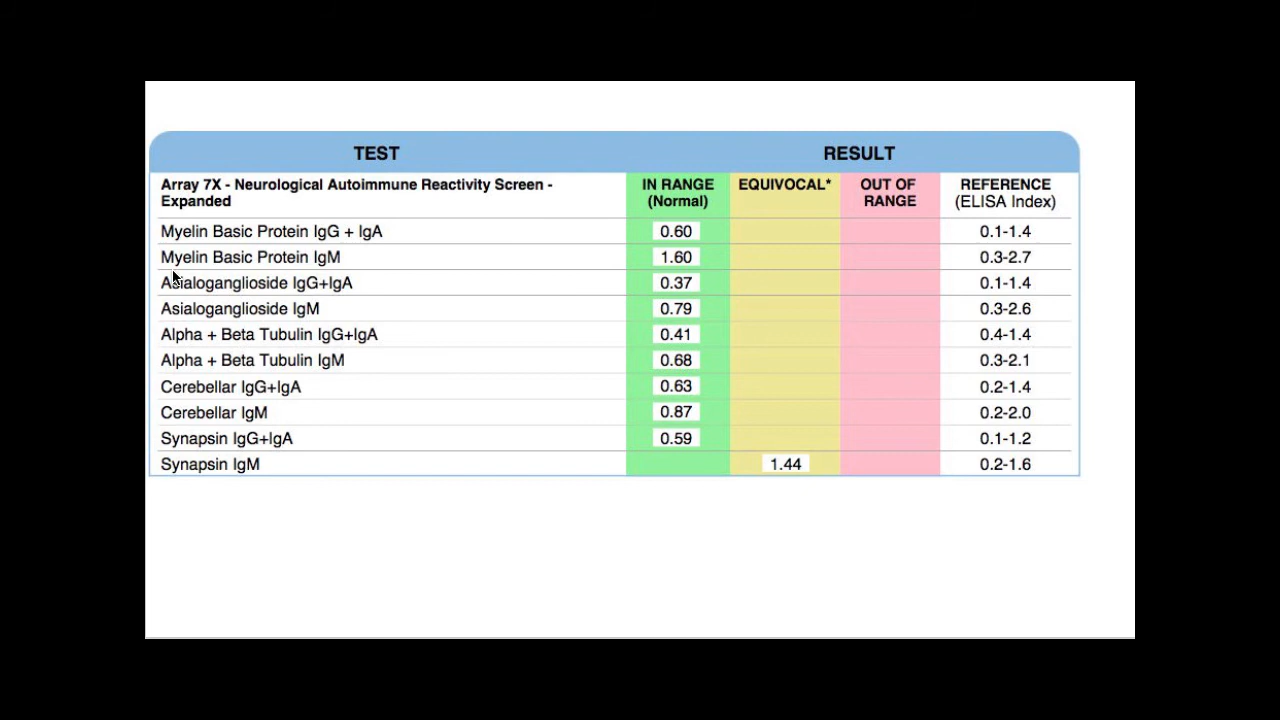 TEST RESULT
Array 7X - Neurological Autoimmune Reactivity Screen - IN RANGE EQUIVOCAL* OUT OF REFERENCE
Expanded (Normal) RANGE (ELISA Index)
Myelin Basic Protein IgG + IgA 0.60 0.1-1.4
Myelin Basic Protein IgM 1.60 0.3-2.7
Asialoganglioside IgG+IgA 0.37 0.1-1.4
Asialoganglioside IgM 0.79 0.3-2.6
Alpha + Beta Tubulin IgG+IgA 0.41 0.4-1.4
Alpha + Beta Tubulin IgM 0.68 0.3-2.1
Cerebellar IgG+IgA 0.63 0.2-1.4
Cerebellar IgM 0.87 0.2-2.0
Synapsin IgG+IgA 0.59 0.1-1.2
Synapsin IgM 1.44 0.2-1.6